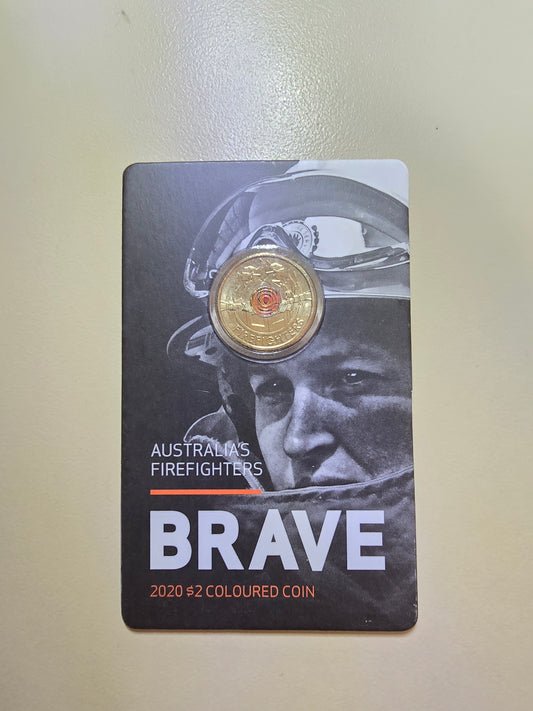 FIREFIGHTERS
AUSTRALIA'S
FIREFIGHTERS
BRAVE
2020 $2 COLOURED COIN